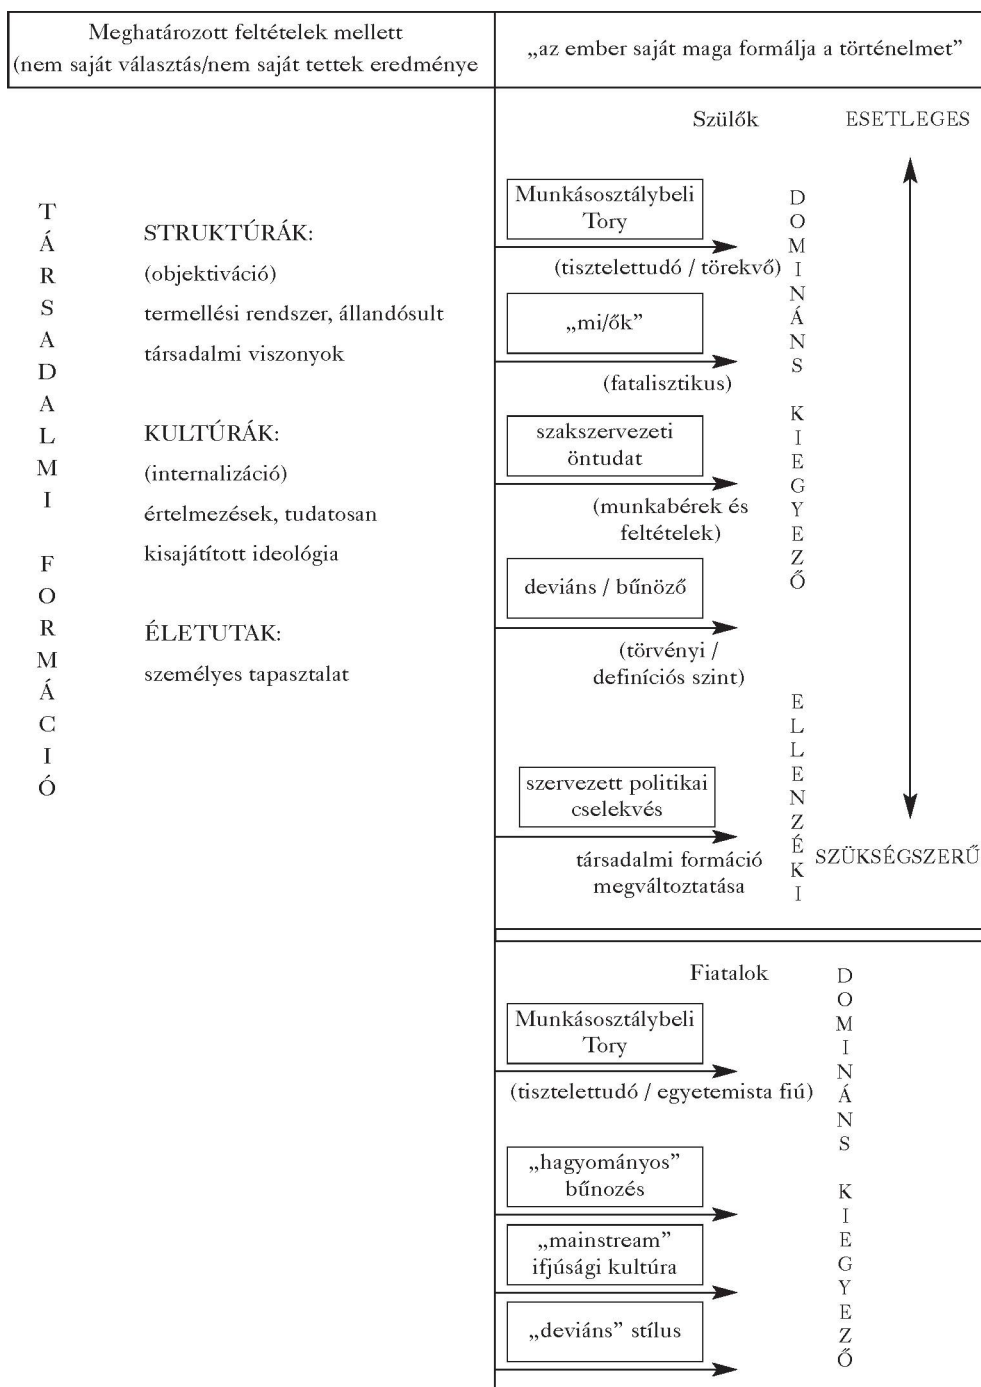 Meghatározott feltételek mellett
(nem saját választás/nem saját tettek eredménye
„az ember saját maga formálja a történelmet”
TÁRSADALMI FORMÁCIÓ
STRUKTÚRÁK:
(objektiváció)
termellési rendszer, állandósult
társadalmi viszonyok
KULTÚRÁK:
(internalizáció)
értelmezések, tudatosan
kisajátított ideológia
ÉLETUTAK:
személyes tapasztalat
Szülők
ESETLEGES
Munkásosztálybeli
Tory
(tisztelettudó / törekvő)
„mi/ők”
(fatalisztikus)
szakszervezeti
öntudat
(munkabérek és
feltételek)
deviáns / bűnöző
(törvényi /
definíciós szint)
szervezett politikai
cselekvés
társadalmi formáció
megváltoztatása
DOMINÁNS KIEGYEZŐ ELLENZÉKI
SZÜKSÉGSZERŰ
Fiatalok
Munkásosztálybeli
Tory
(tisztelettudó / egyetemista fiú)
„hagyományos”
bűnozés
„mainstream”
ifjúsági kultúra
„deviáns” stílus
DOMINÁNS KIEGYEZŐ